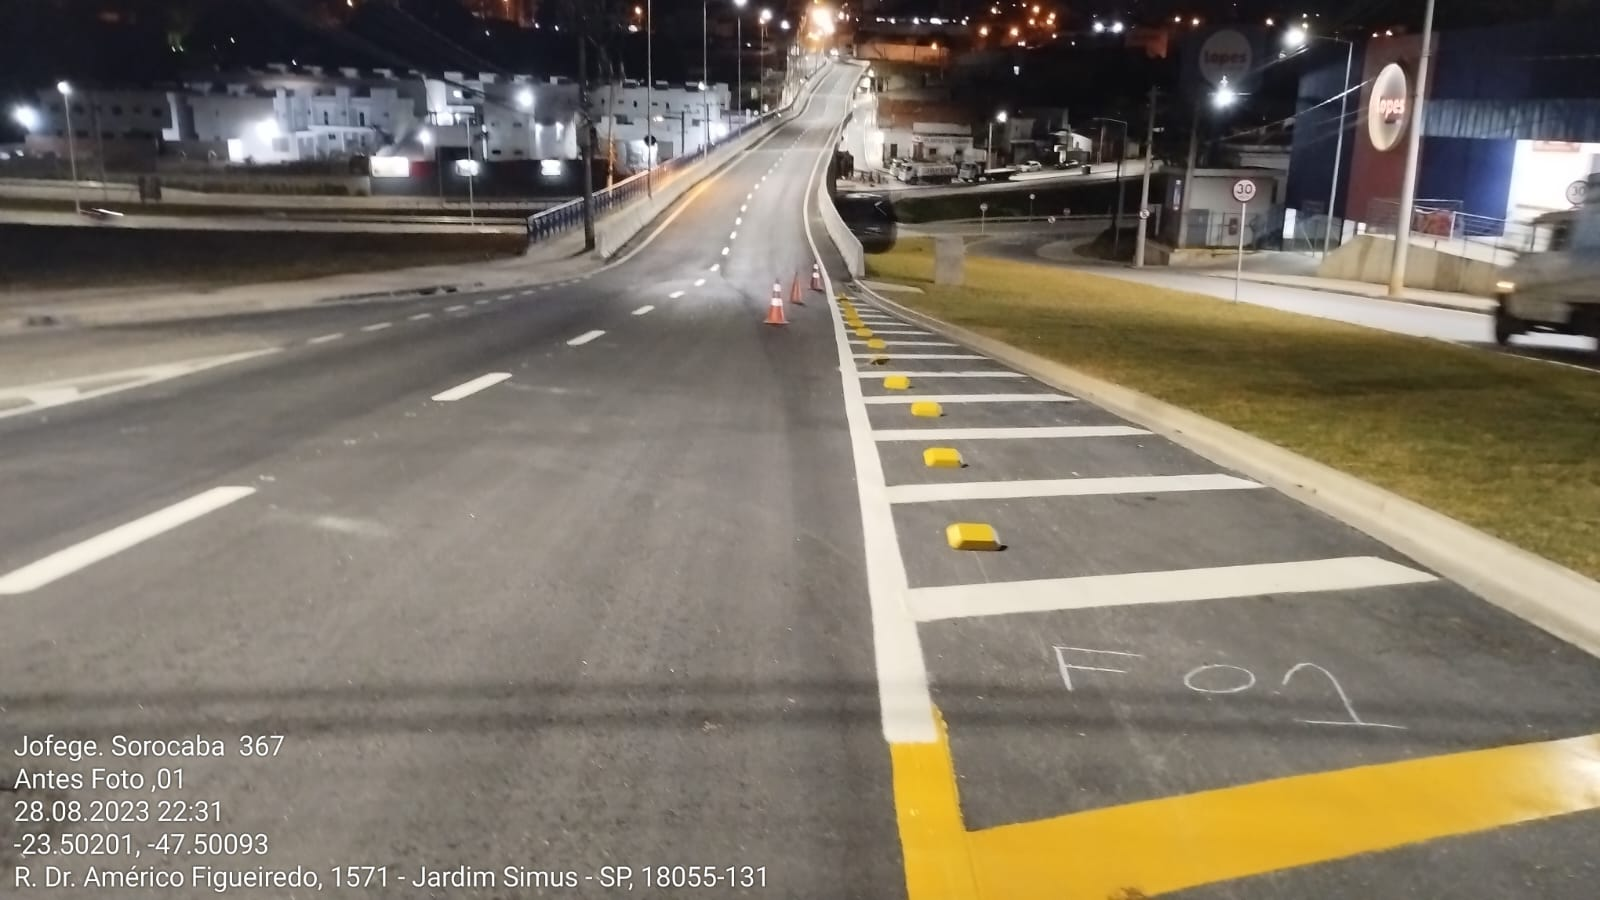 lopes
lopes
30
30
F01
Jofege. Sorocaba 367
Antes Foto ,01
28.08.2023 22:31
-23.50201, -47.50093
R. Dr. Américo Figueiredo, 1571 - Jardim Simus - SP, 18055-131